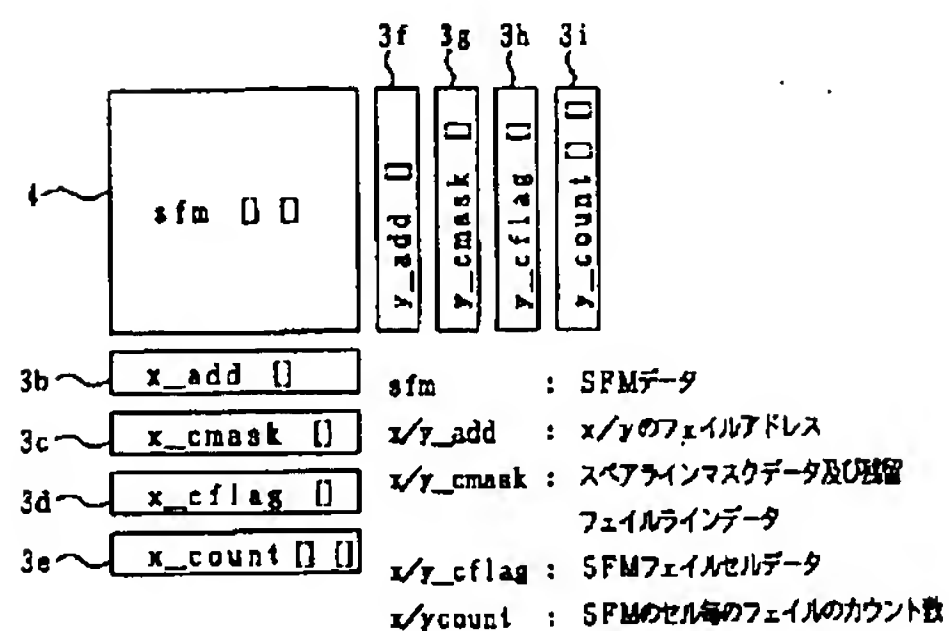 3f 3g 3h 3i
4
sfm [] []
y_add []
y_cmask []
y_cflag []
y_count [] []
3b x_add []
3c x_cmask []
3d x_cflag []
3e x_count [] []
sfm : SFMデータ
x/y_add : x/yのフェイルアドレス
x/y_cmask : スペアラインマスクデータ及び残留
フェイルラインデータ
x/y_cflag : SFMフェイルセルデータ
x/ycount : SFMのセル毎のフェイルのカウント数